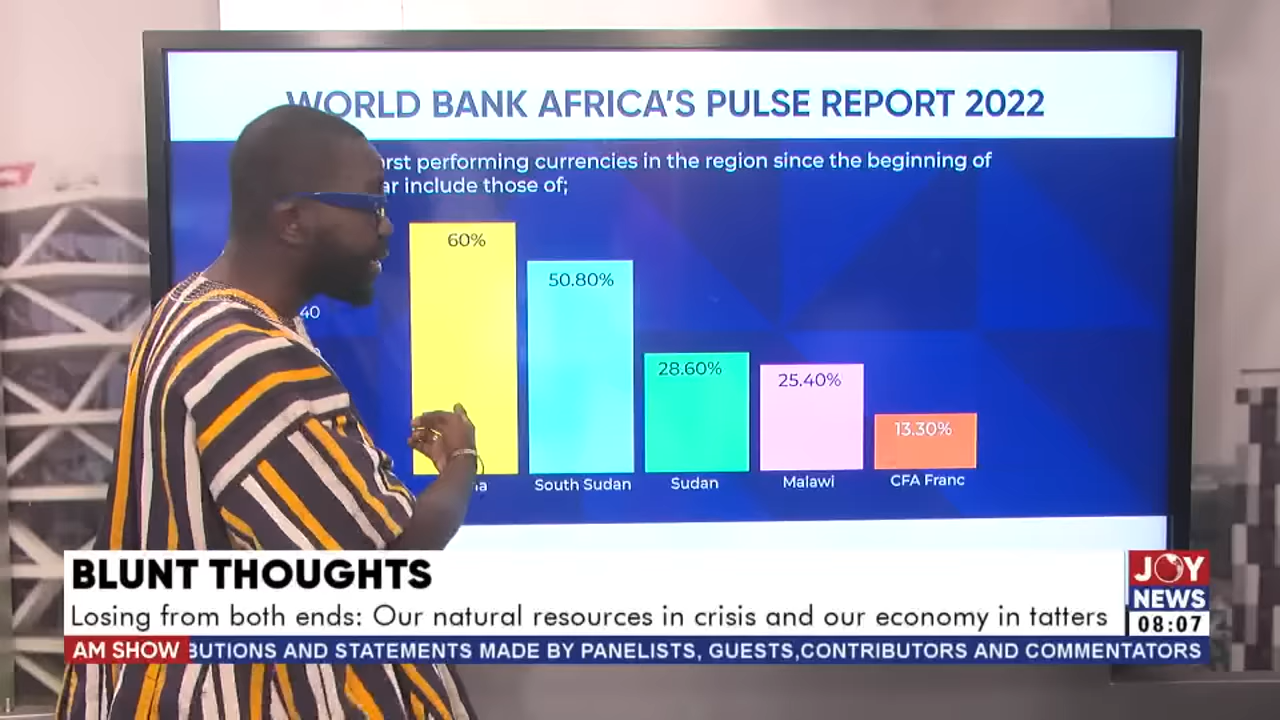 WORLD BANK AFRICA'S PULSE REPORT 2022
performing currencies in the region since the beginning of
include those of;
60%
50.80%
28.60%
25.40%
13.30%
40
South Sudan
Sudan
Malawi
CFA Franc
BLUNT THOUGHTS
Losing from both ends: Our natural resources in crisis and our economy in tatters
JOY
NEWS
08:07
AM SHOW
AND STATEMENTS MADE BY PANELISTS, GUESTS,CONTRIBUTORS AND COMMENTATORS